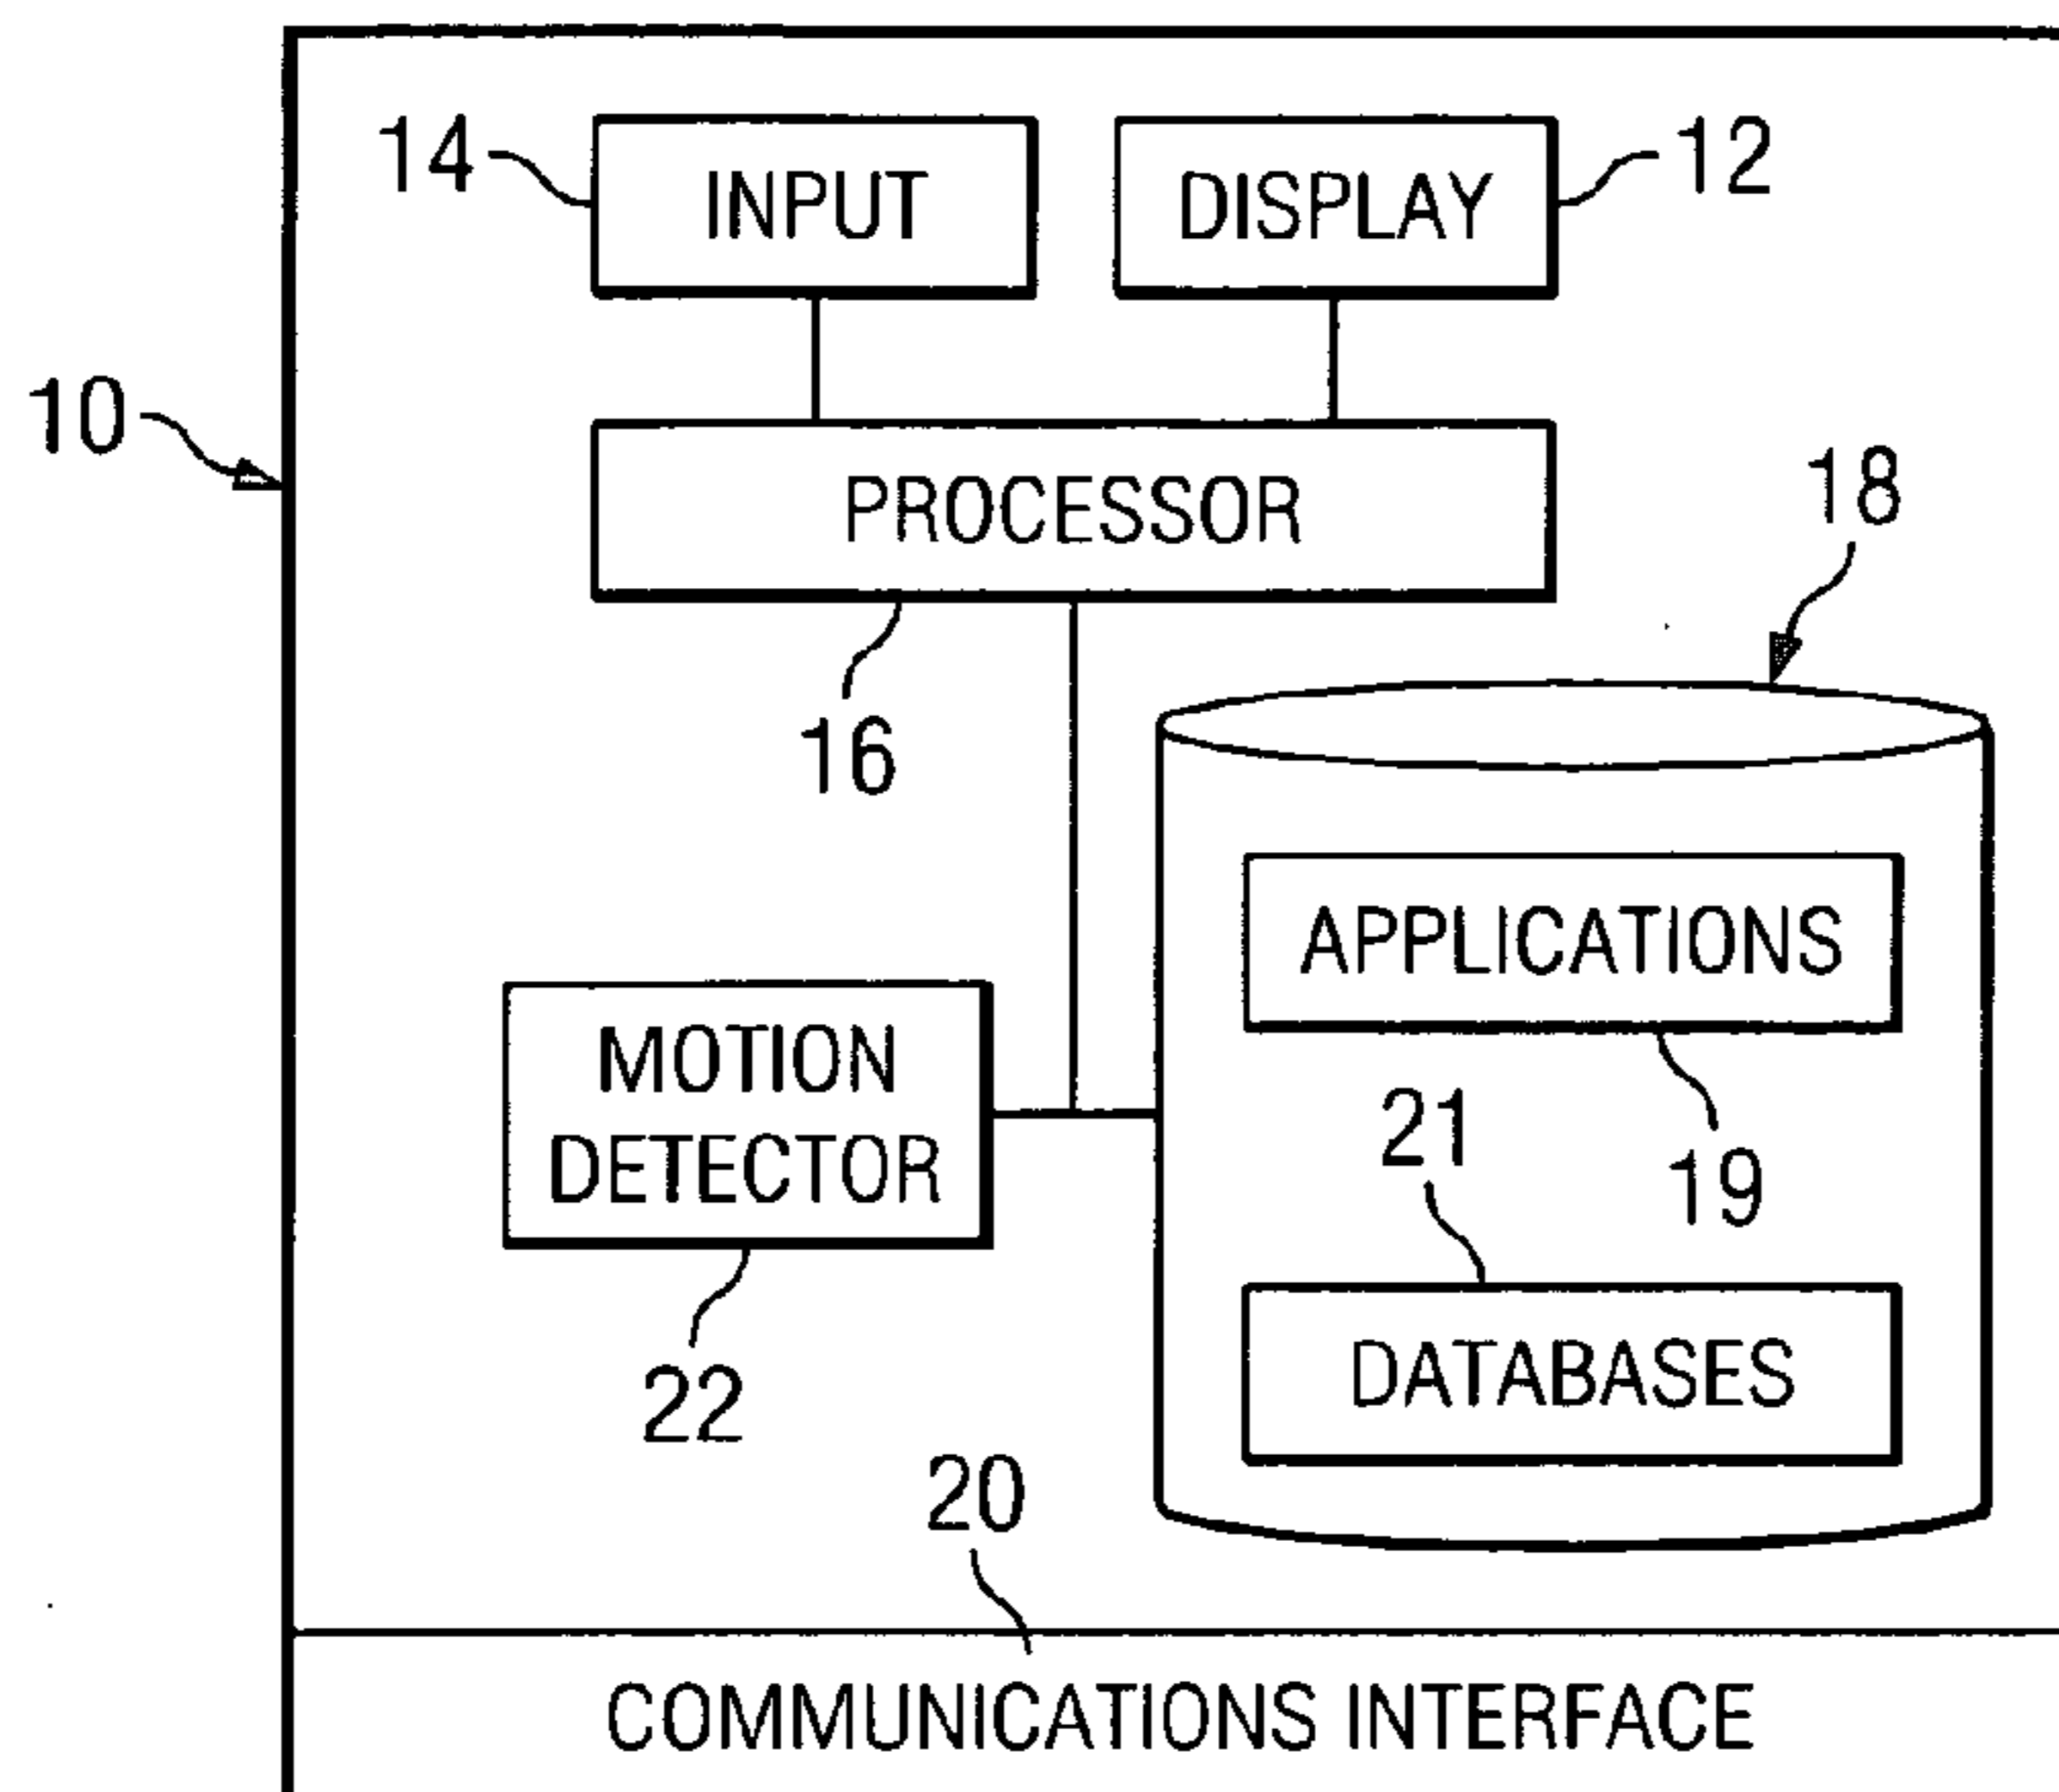 14
INPUT
DISPLAY
12
10
PROCESSOR
18
16
APPLICATIONS
MOTION
DETECTOR
21
19
22
DATABASES
20
COMMUNICATIONS INTERFACE